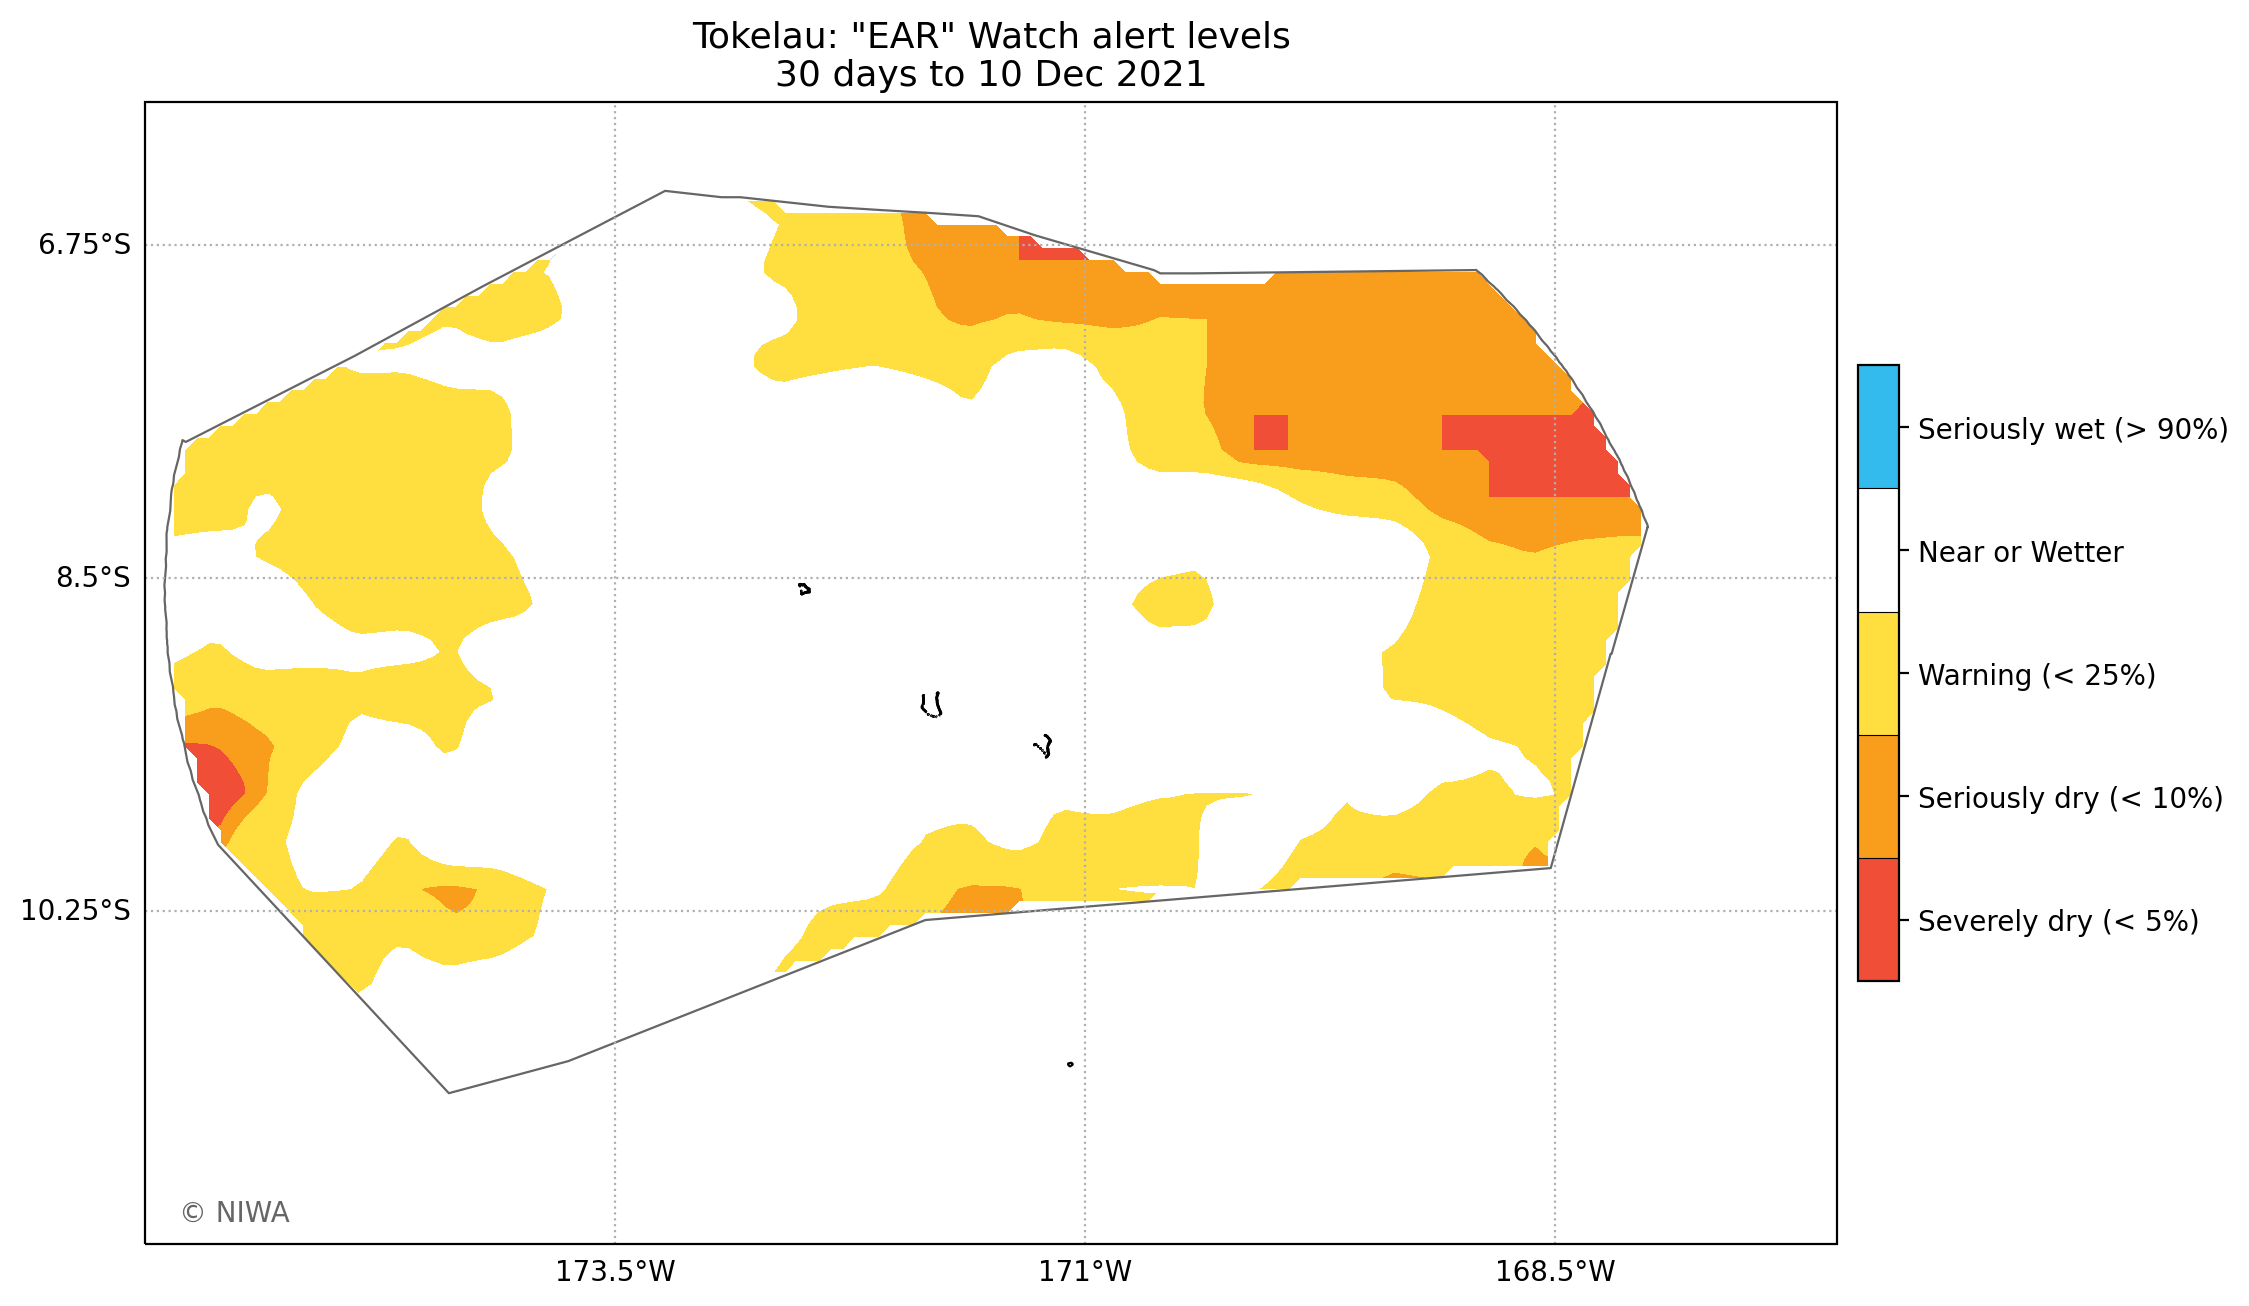 Tokelau: "EAR" Watch alert levels
30 days to 10 Dec 2021
6.75°S
8.5°S
10.25°S
173.5°W
171°W
168.5°W
Seriously wet (> 90%)
Near or Wetter
Warning (< 25%)
Seriously dry (< 10%)
Severely dry (< 5%)
© NIWA